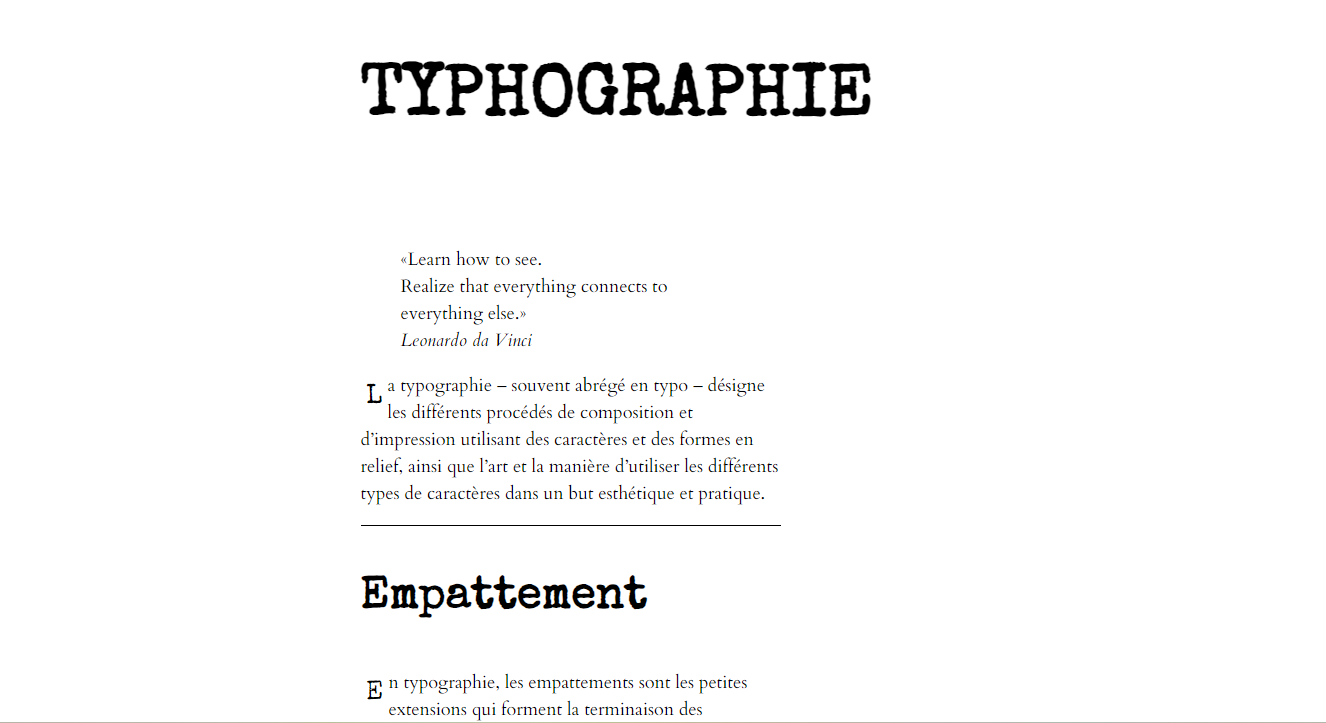 TYPHOGRAPHIE
«Learn how to see.
Realize that everything connects to
everything else.»
Leonardo da Vinci
La typographie – souvent abrégé en typo – désigne
les différents procédés de composition et
d’impression utilisant des caractères et des formes en
relief, ainsi que l’art et la manière d’utiliser les différents
types de caractères dans un but esthétique et pratique.
Empattement
En typographie, les empattements sont les petites
extensions qui forment la terminaison des